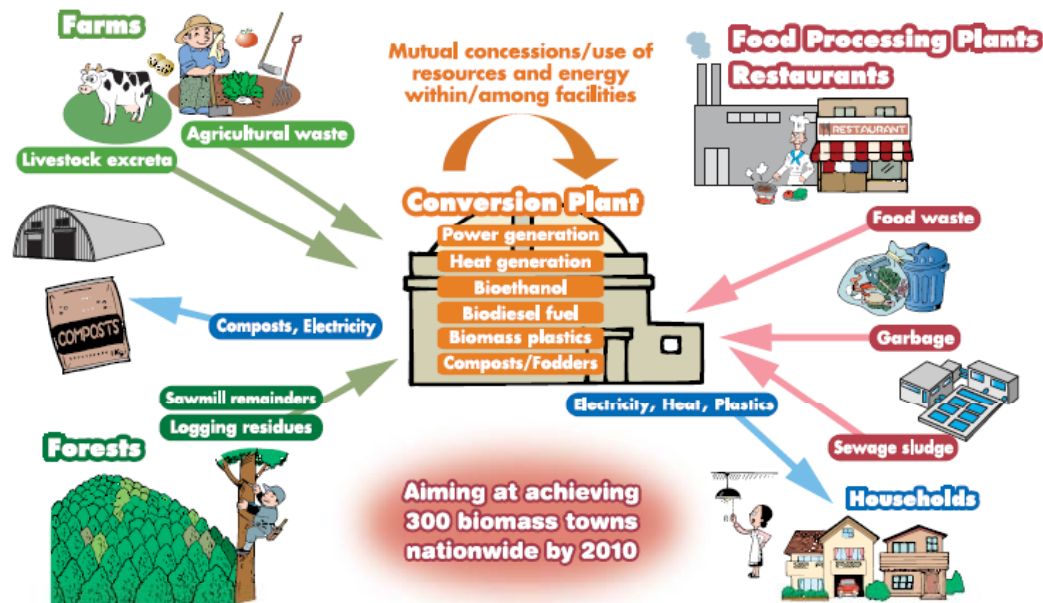 Farms
Agricultural waste
Livestock excreta
Mutual concessions/use of
resources and energy
within/among facilities
Food Processing Plants
Restaurants
RESTAURANT
Conversion Plant
Power generation
Heat generation
Bioethanol
Biodiesel fuel
Biomass plastics
Composts/Fodders
Food waste
Garbage
Sewage sludge
COMPOSTS
1Kg
Composts, Electricity
Sawmill remainders
Logging residues
Forests
Electricity, Heat, Plastics
Households
Aiming at achieving
300 biomass towns
nationwide by 2010